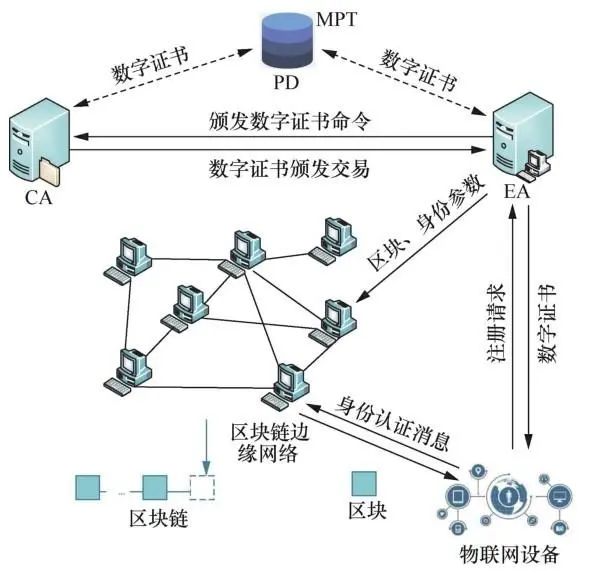 MPT
PD
数字证书
数字证书
颁发数字证书命令
数字证书颁发交易
CA
EA
区块、身份参数
注册请求
数字证书
身份认证消息
区块链边
缘网络
...
区块链
区块
物联网设备